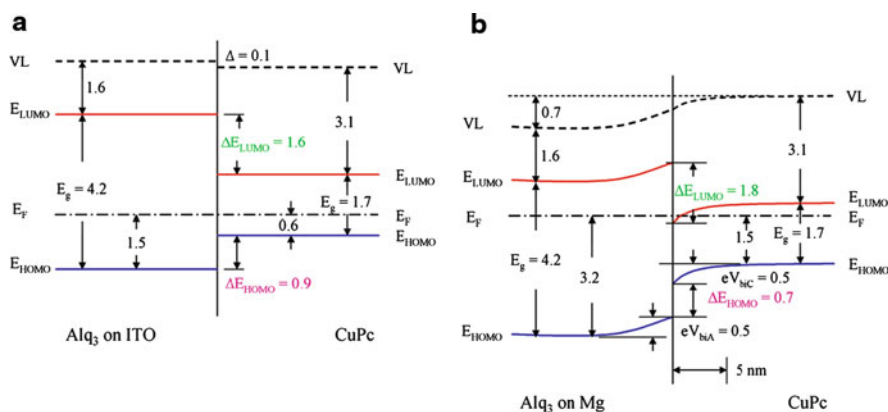 a
VL
Δ = 0.1
VL
1.6
E_LUMO
3.1
ΔE_LUMO = 1.6
E_g = 4.2
E_LUMO
E_g = 1.7
E_F
0.6
E_F
1.5
E_HOMO
E_HOMO
ΔE_HOMO = 0.9
Alq₃ on ITO
CuPc
b
VL
0.7
VL
1.6
3.1
E_LUMO
ΔE_LUMO = 1.8
E_LUMO
E_F
E_F
1.5
E_g = 1.7
E_g = 4.2
3.2
E_HOMO
eV_biC = 0.5
ΔE_HOMO = 0.7
E_HOMO
eV_biA = 0.5
5 nm
Alq₃ on Mg
CuPc